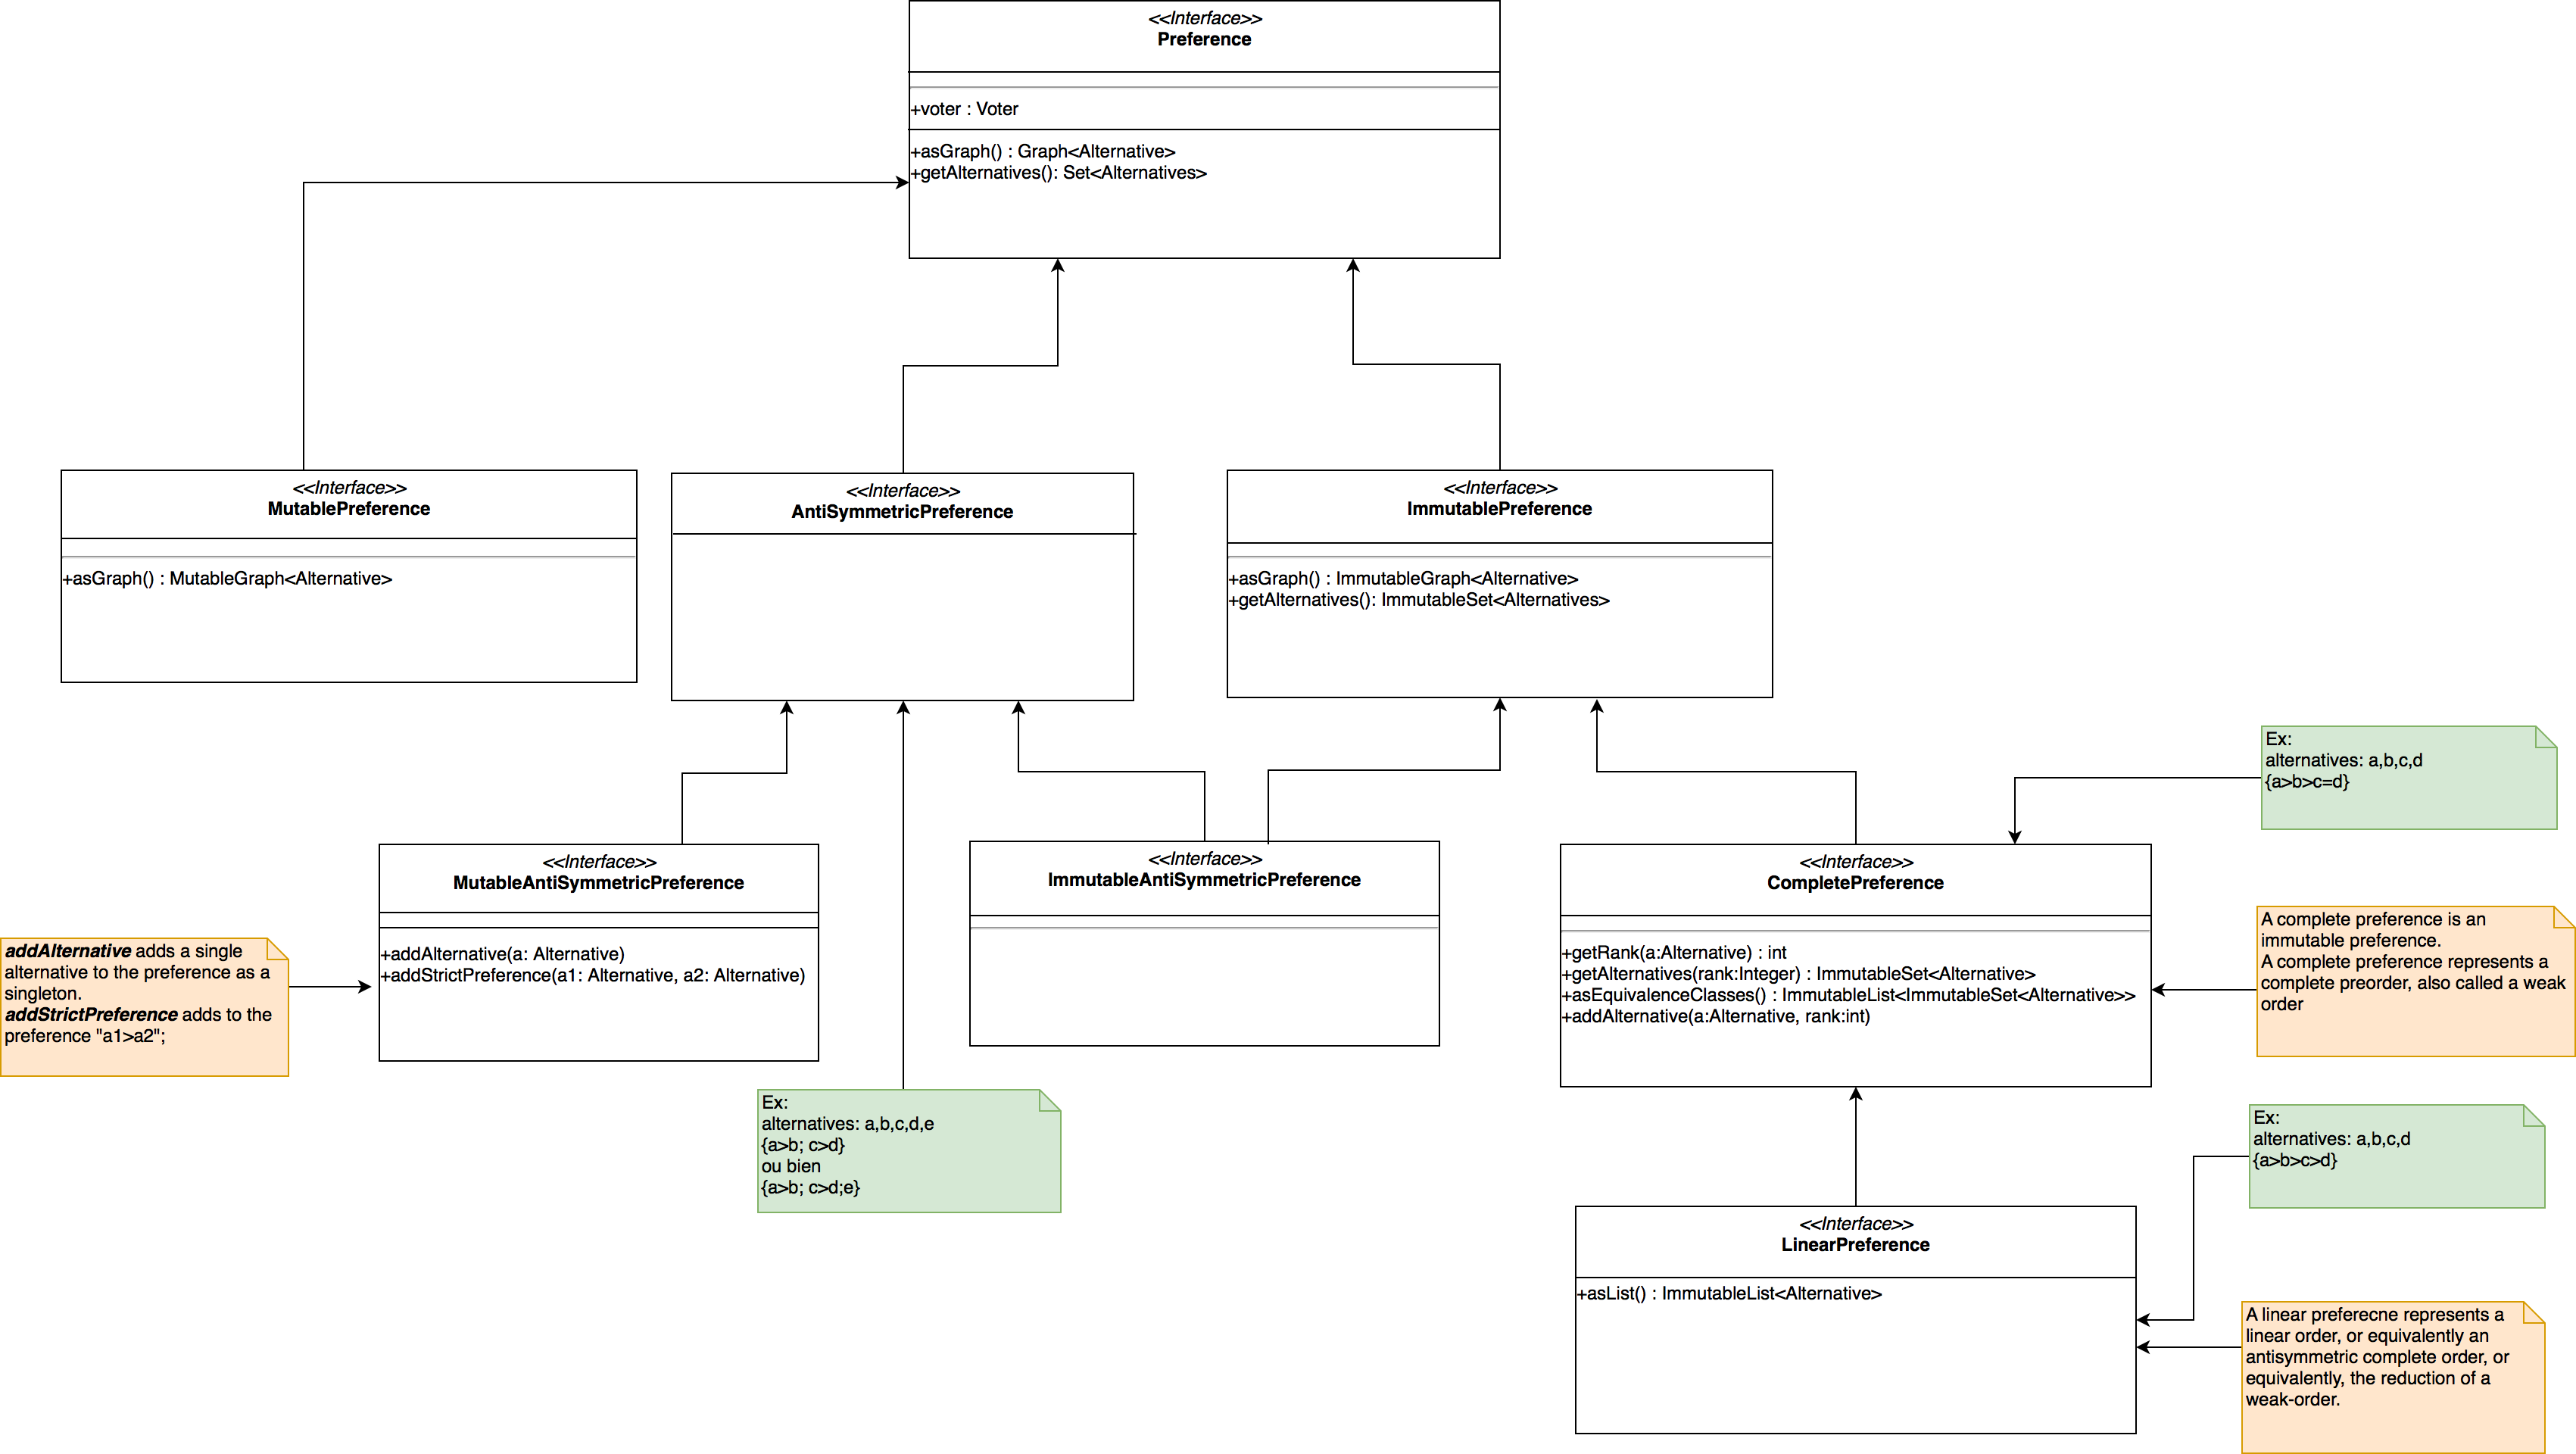 <<Interface>>
Preference
+voter : Voter
+asGraph() : Graph<Alternative>
+getAlternatives(): Set<Alternatives>
<<Interface>>
MutablePreference
+asGraph() : MutableGraph<Alternative>
<<Interface>>
AntiSymmetricPreference
<<Interface>>
ImmutablePreference
+asGraph() : ImmutableGraph<Alternative>
+getAlternatives(): ImmutableSet<Alternatives>
Ex:
alternatives: a,b,c,d
{a>b>c=d}
<<Interface>>
MutableAntiSymmetricPreference
+addAlternative(a: Alternative)
+addStrictPreference(a1: Alternative, a2: Alternative)
<<Interface>>
ImmutableAntiSymmetricPreference
<<Interface>>
CompletePreference
+getRank(a:Alternative) : int
+getAlternatives(rank:Integer) : ImmutableSet<Alternative>
+asEquivalenceClasses() : ImmutableList<ImmutableSet<Alternative>>
+addAlternative(a:Alternative, rank:int)
A complete preference is an
immutable preference.
A complete preference represents a
complete preorder, also called a weak
order
addAlternative adds a single
alternative to the preference as a
singleton.
addStrictPreference adds to the
preference "a1>a2";
Ex:
alternatives: a,b,c,d,e
{a>b; c>d}
ou bien
{a>b; c>d;e}
Ex:
alternatives: a,b,c,d
{a>b>c>d}
<<Interface>>
LinearPreference
+asList() : ImmutableList<Alternative>
A linear preferecne represents a
linear order, or equivalently an
antisymmetric complete order, or
equivalently, the reduction of a
weak-order.